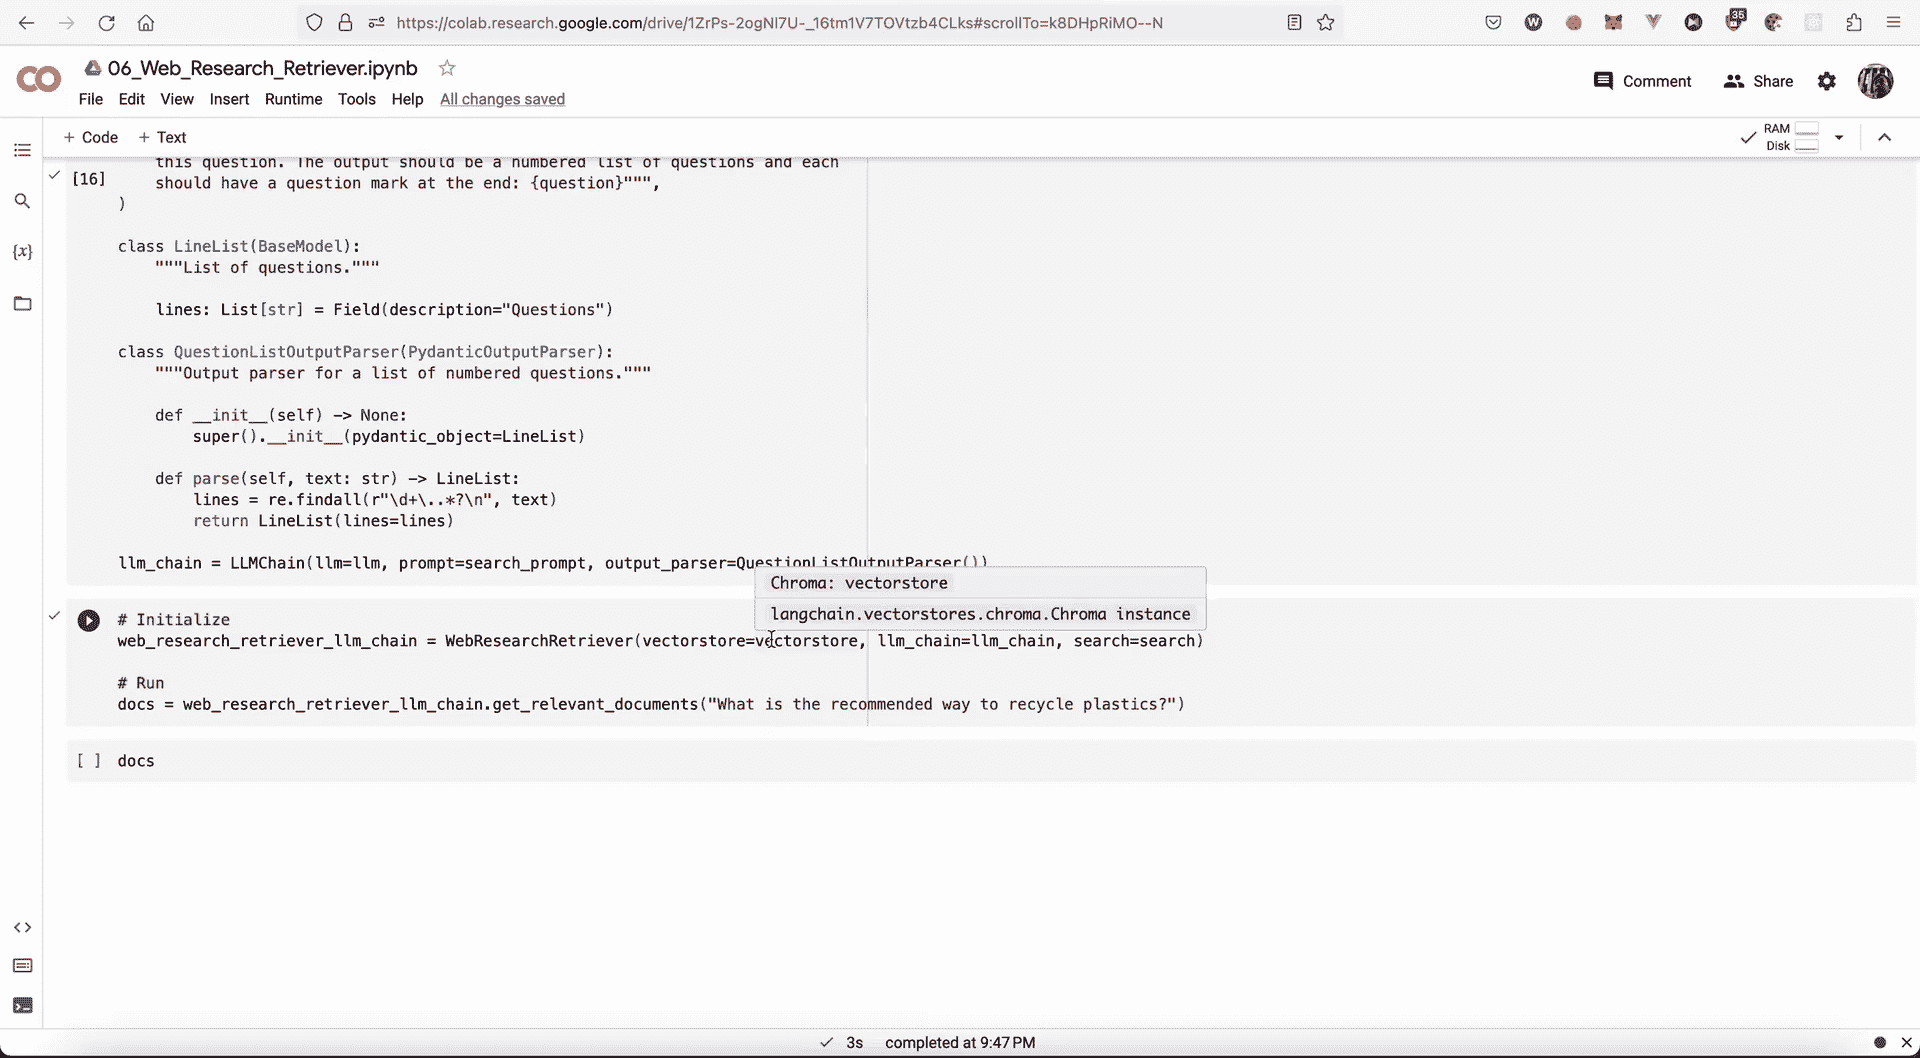 https://colab.research.google.com/drive/1ZrPs-2ogNI7U-_16tm1V7TOVtzb4CLks#scrollTo=k8DHpRiMO--N
35
CO
06_Web_Research_Retriever.ipynb
File Edit View Insert Runtime Tools Help All changes saved
Comment Share
+ Code + Text
RAM
Disk
this question. The output should be a numbered list of questions and each
[16] should have a question mark at the end: {question}""",
)
class LineList(BaseModel):
"""List of questions."""
lines: List[str] = Field(description="Questions")
class QuestionListOutputParser(PydanticOutputParser):
"""Output parser for a list of numbered questions."""
def __init__(self) -> None:
super().__init__(pydantic_object=LineList)
def parse(self, text: str) -> LineList:
lines = re.findall(r"\d+\..*?\n", text)
return LineList(lines=lines)
llm_chain = LLMChain(llm=llm, prompt=search_prompt, output_parser=QuestionListOutputParser())
Chroma: vectorstore
langchain.vectorstores.chroma.Chroma instance
# Initialize
web_research_retriever_llm_chain = WebResearchRetriever(vectorstore=vectorstore, llm_chain=llm_chain, search=search)
# Run
docs = web_research_retriever_llm_chain.get_relevant_documents("What is the recommended way to recycle plastics?")
[ ] docs
{x}
<>
3s completed at 9:47 PM